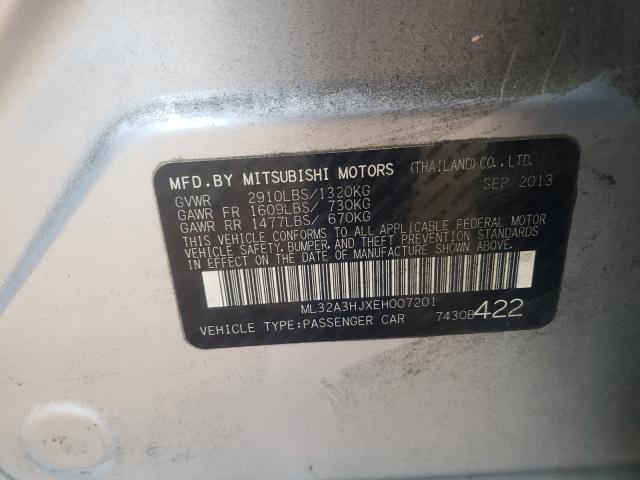 MFD.BY MITSUBISHI MOTORS (THAILAND)CO.,LTD.
SEP 2013
GVWR 2910LBS/1320KG
GAWR FR 1609LBS/ 730KG
GAWR RR 1477LBS/ 670KG
THIS VEHICLE CONFORMS TO ALL APPLICABLE FEDERAL MOTOR
VEHICLE SAFETY,BUMPER,AND THEFT PREVENTION STANDARDS
IN EFFECT ON THE DATE OF MANUFACTURE SHOWN ABOVE.
ML32A3HJXEH007201
VEHICLE TYPE:PASSENGER CAR 7430B422